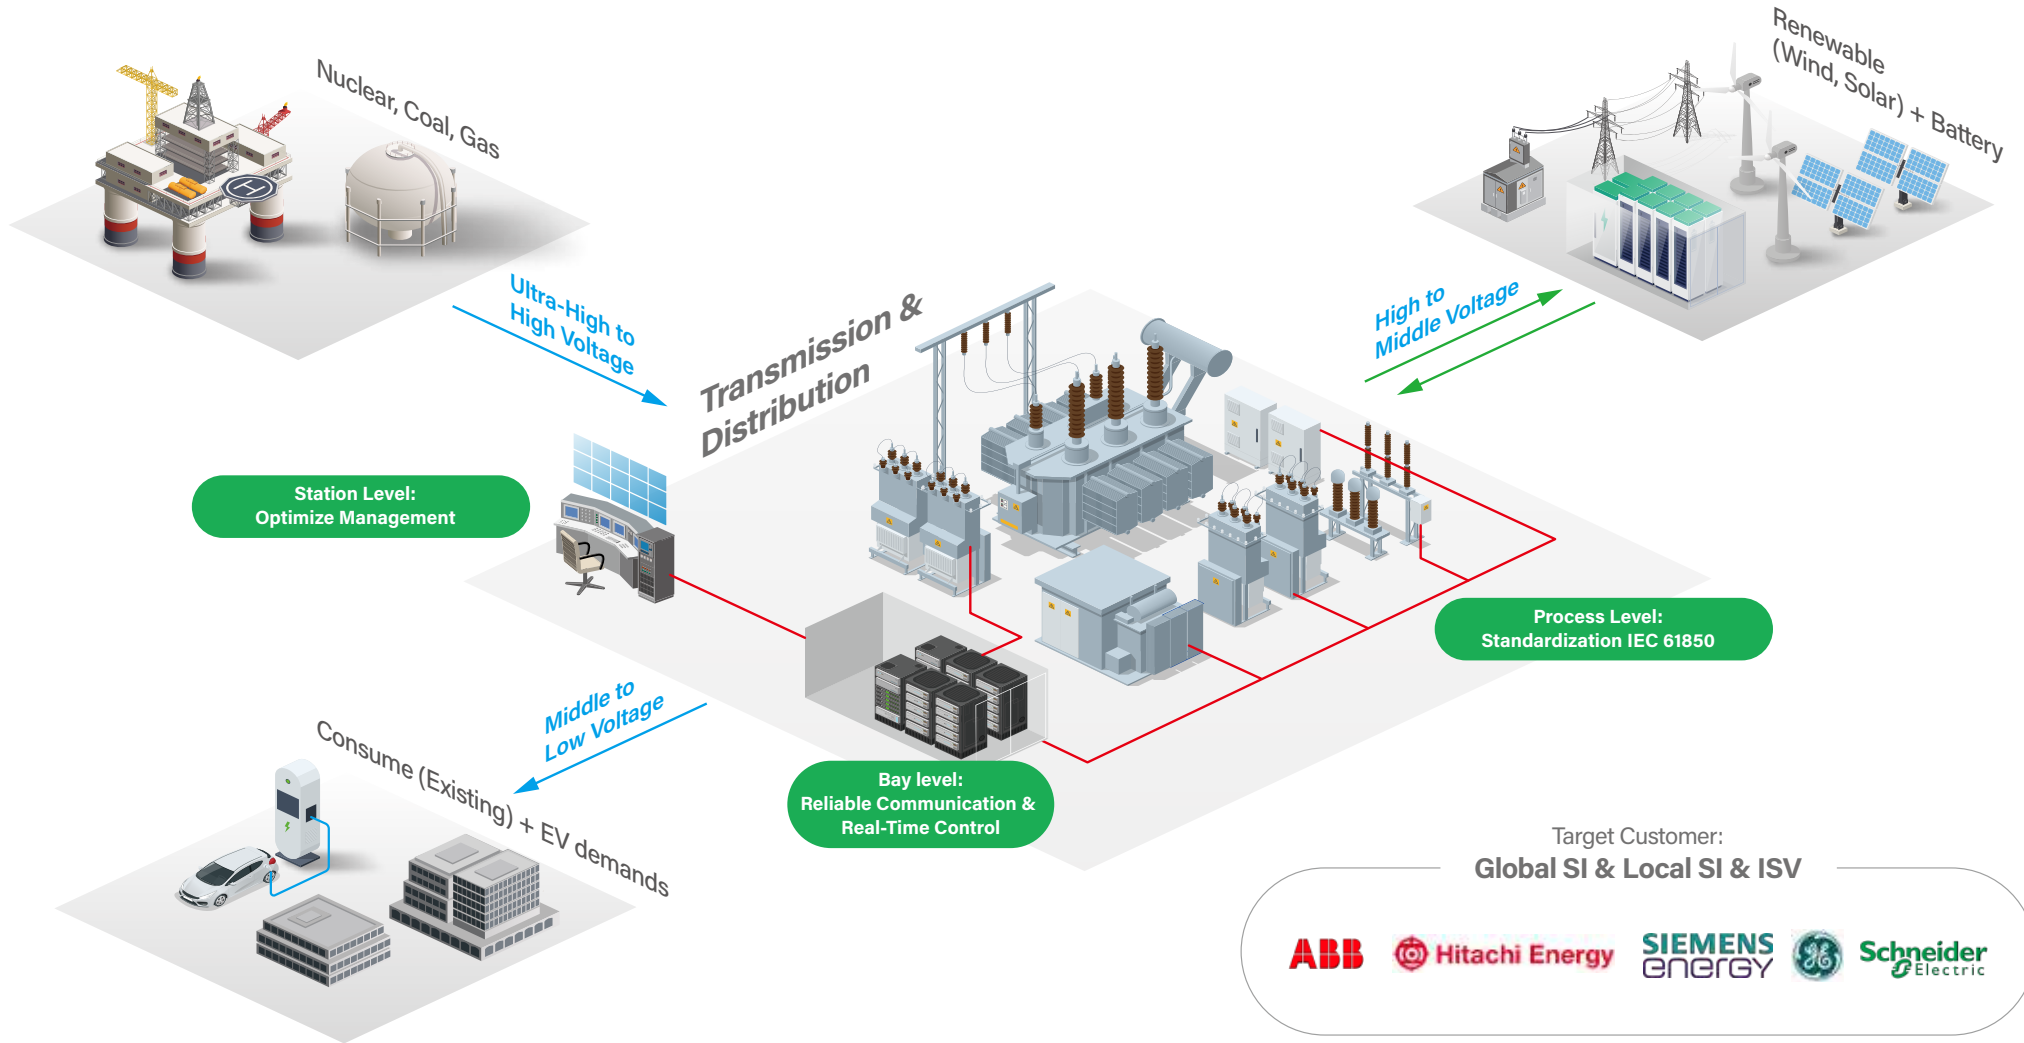 Nuclear, Coal, Gas
Renewable
(Wind, Solar) + Battery
Ultra-High to
High Voltage
High to
Middle Voltage
Transmission &
Distribution
Station Level:
Optimize Management
Process Level:
Standardization IEC 61850
Middle to
Low Voltage
Bay level:
Reliable Communication &
Real-Time Control
Consume (Existing) + EV demands
Target Customer:
Global SI & Local SI & ISV
ABB
Hitachi Energy
SIEMENS
energy
GE
Schneider
Electric